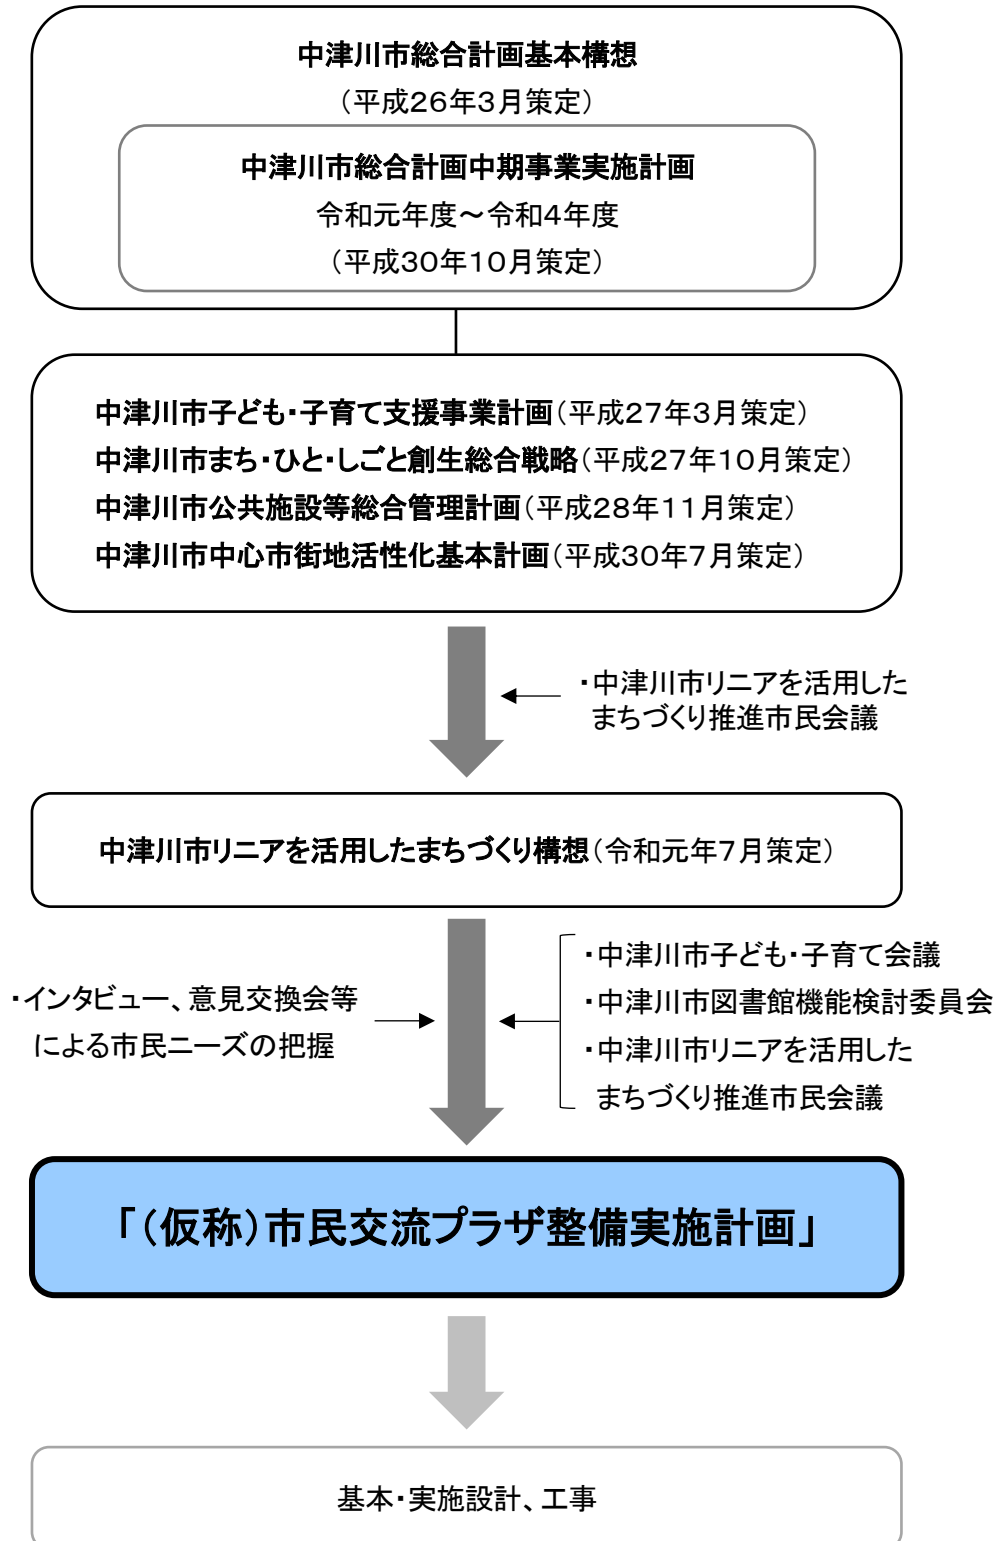 中津川市総合計画基本構想
（平成26年3月策定）
中津川市総合計画中期事業実施計画
令和元年度～令和4年度
（平成30年10月策定）
中津川市子ども・子育て支援事業計画（平成27年3月策定）
中津川市まち・ひと・しごと創生総合戦略（平成27年10月策定）
中津川市公共施設等総合管理計画（平成28年11月策定）
中津川市中心市街地活性化基本計画（平成30年7月策定）
・中津川市リニアを活用した
まちづくり推進市民会議
中津川市リニアを活用したまちづくり構想（令和元年7月策定）
・インタビュー、意見交換会等
による市民ニーズの把握
・中津川市子ども・子育て会議
・中津川市図書館機能検討委員会
・中津川市リニアを活用した
まちづくり推進市民会議
「（仮称）市民交流プラザ整備実施計画」
基本・実施設計、工事